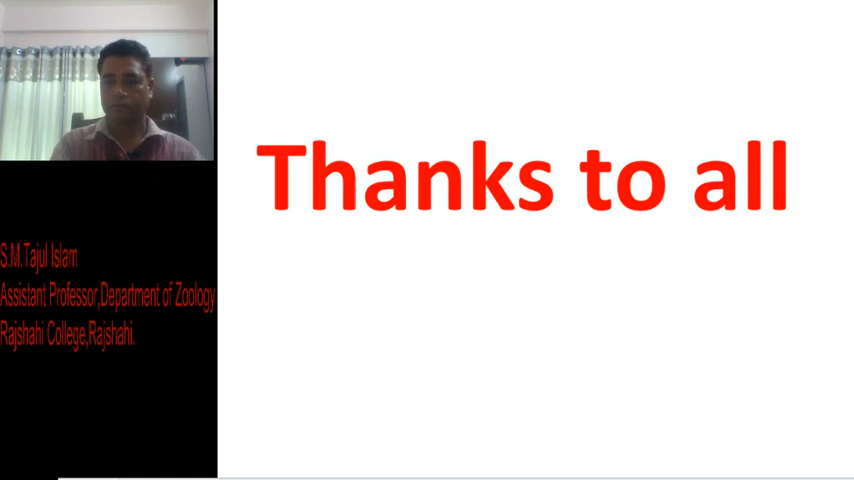 Thanks to all
S.M.Tajul Islam
Assistant Professor,Department of Zoology
Rajshahi College,Rajshahi.